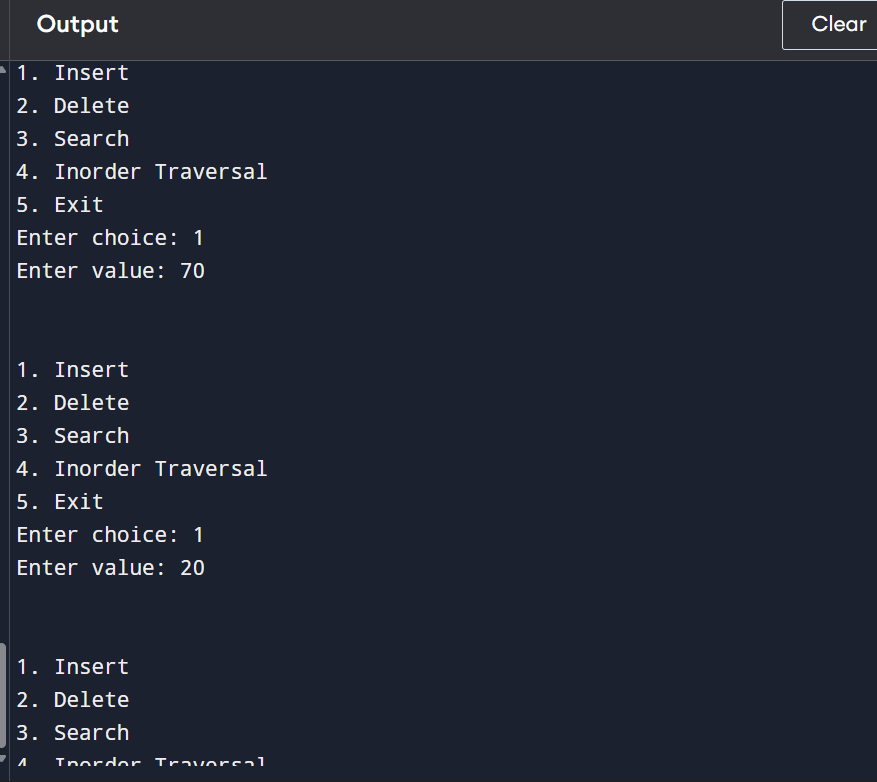 Output
Clear
1. Insert
2. Delete
3. Search
4. Inorder Traversal
5. Exit
Enter choice: 1
Enter value: 70
1. Insert
2. Delete
3. Search
4. Inorder Traversal
5. Exit
Enter choice: 1
Enter value: 20
1. Insert
2. Delete
3. Search
4. Inorder Traversal